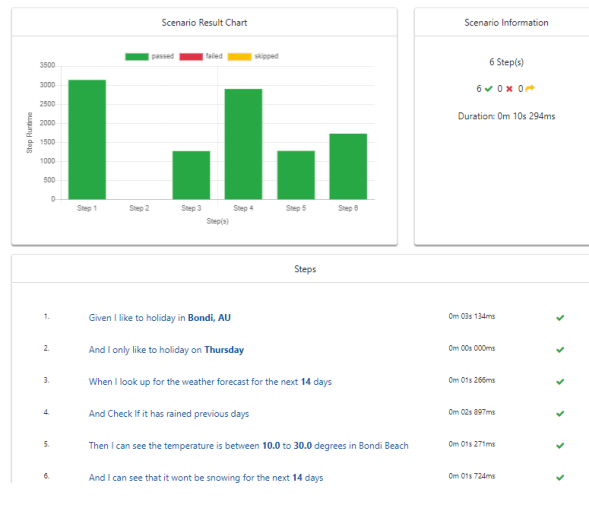 Scenario Result Chart
passed failed skipped
3500
3000
2500
2000
1500
1000
500
0
Step Runtime
Step 1 Step 2 Step 3 Step 4 Step 5 Step 6
Step(s)
Scenario Information
6 Step(s)
6 ✔ 0 ✖ 0
Duration: 0m 10s 294ms
Steps
1. Given I like to holiday in Bondi, AU 0m 03s 134ms
2. And I only like to holiday on Thursday 0m 00s 000ms
3. When I look up for the weather forecast for the next 14 days 0m 01s 266ms
4. And Check If it has rained previous days 0m 02s 897ms
5. Then I can see the temperature is between 10.0 to 30.0 degrees in Bondi Beach 0m 01s 271ms
6. And I can see that it wont be snowing for the next 14 days 0m 01s 724ms